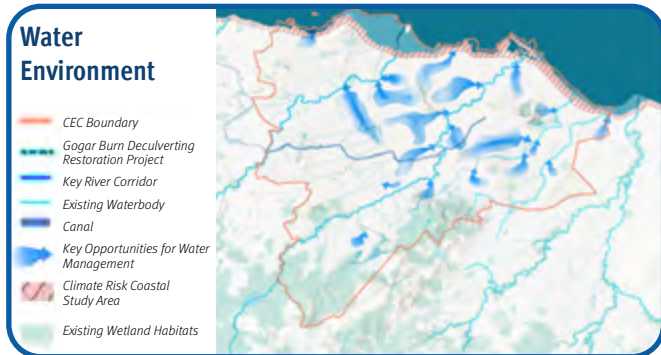 Water
Environment
CEC Boundary
Gogar Burn Deculverting
Restoration Project
Key River Corridor
Existing Waterbody
Canal
Key Opportunities for Water
Management
Climate Risk Coastal
Study Area
Existing Wetland Habitats